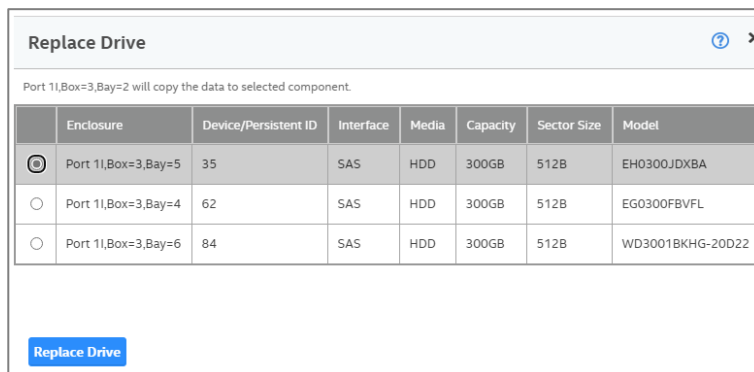 Replace Drive
Port 1I,Box=3,Bay=2 will copy the data to selected component.
Enclosure Device/Persistent ID Interface Media Capacity Sector Size Model
Port 1I,Box=3,Bay=5 35 SAS HDD 300GB 512B EH0300JDXBA
Port 1I,Box=3,Bay=4 62 SAS HDD 300GB 512B EG0300FBVFL
Port 1I,Box=3,Bay=6 84 SAS HDD 300GB 512B WD3001BKHG-20D22
Replace Drive